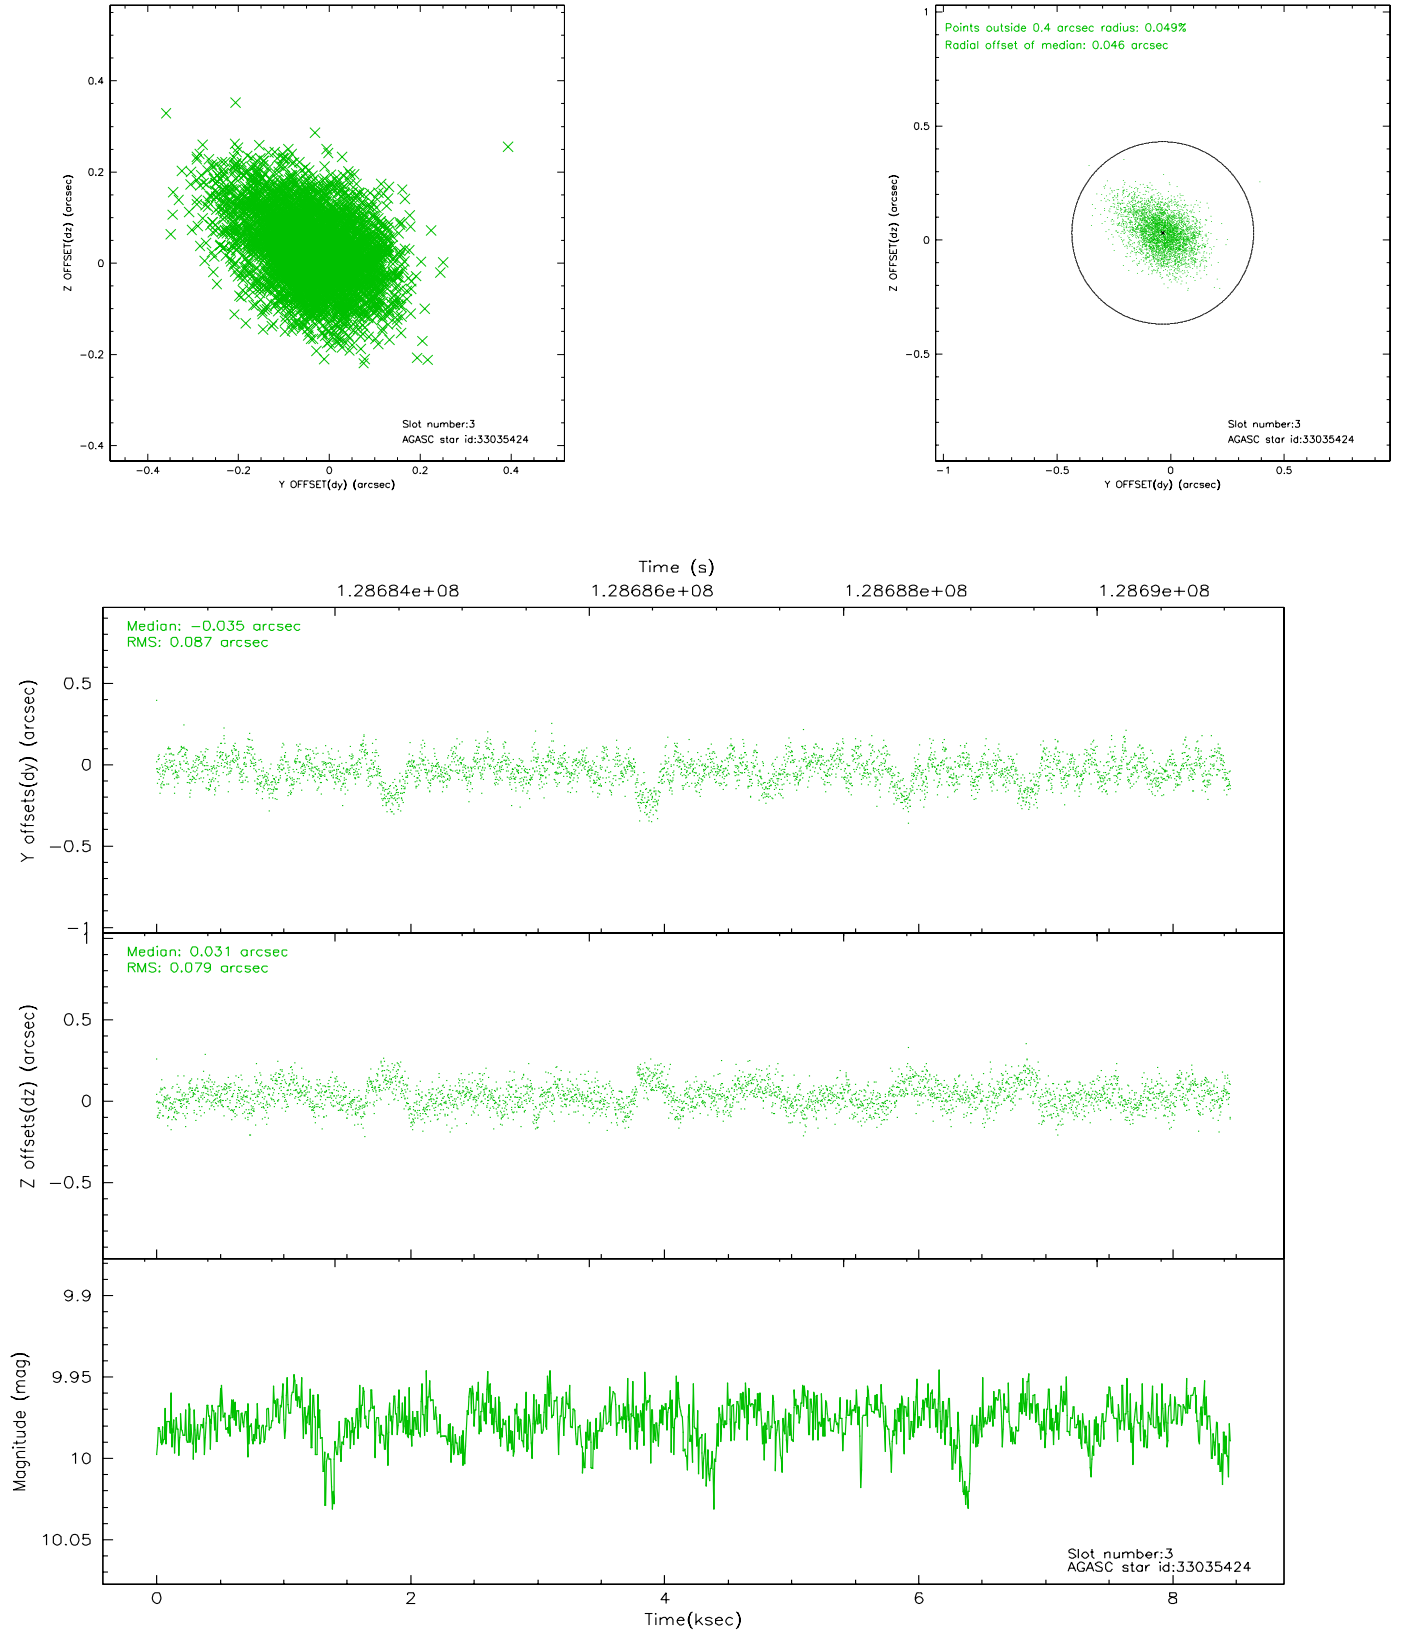 0.4
0.2
0
−0.2
−0.4
Z OFFSET(dz) (arcsec)
−0.4 −0.2 0 0.2 0.4
Y OFFSET(dy) (arcsec)
Slot number:3
AGASC star id:33035424
Points outside 0.4 arcsec radius: 0.049%
Radial offset of median: 0.046 arcsec
1
0.5
0
−0.5
Z OFFSET(dz) (arcsec)
−1 −0.5 0 0.5
Y OFFSET(dy) (arcsec)
Slot number:3
AGASC star id:33035424
Time (s)
1.28684e+08 1.28686e+08 1.28688e+08 1.2869e+08
Median: −0.035 arcsec
RMS: 0.087 arcsec
0.5
0
−0.5
−1
Y offsets(dy) (arcsec)
Median: 0.031 arcsec
RMS: 0.079 arcsec
1
0.5
0
−0.5
Z offsets(dz) (arcsec)
9.9
9.95
10
10.05
Magnitude (mag)
Slot number:3
AGASC star id:33035424
0 2 4 6 8
Time(ksec)